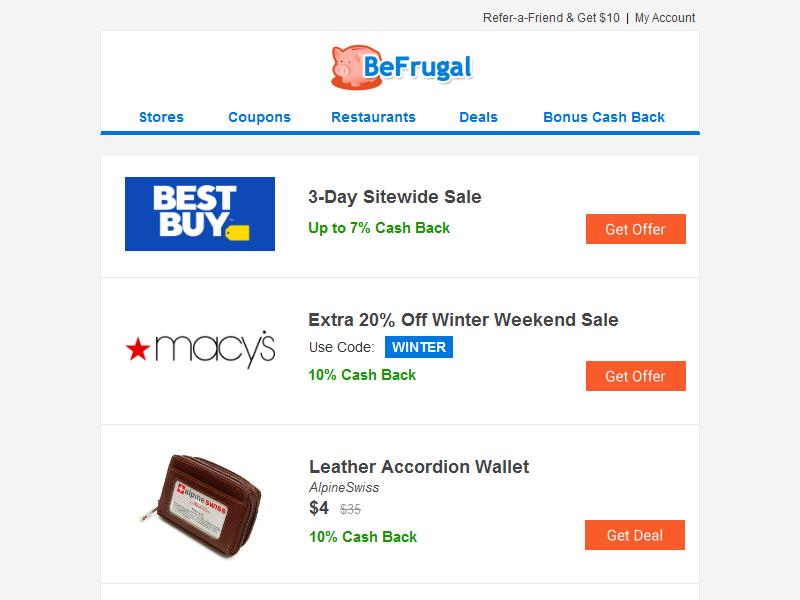 Refer-a-Friend & Get $10 | My Account
BeFrugal
Stores Coupons Restaurants Deals Bonus Cash Back
BEST
BUY
3-Day Sitewide Sale
Up to 7% Cash Back
Get Offer
macy's
Extra 20% Off Winter Weekend Sale
Use Code: WINTER
10% Cash Back
Get Offer
alpineswiss
Leather Accordion Wallet
AlpineSwiss
$4 $35
10% Cash Back
Get Deal